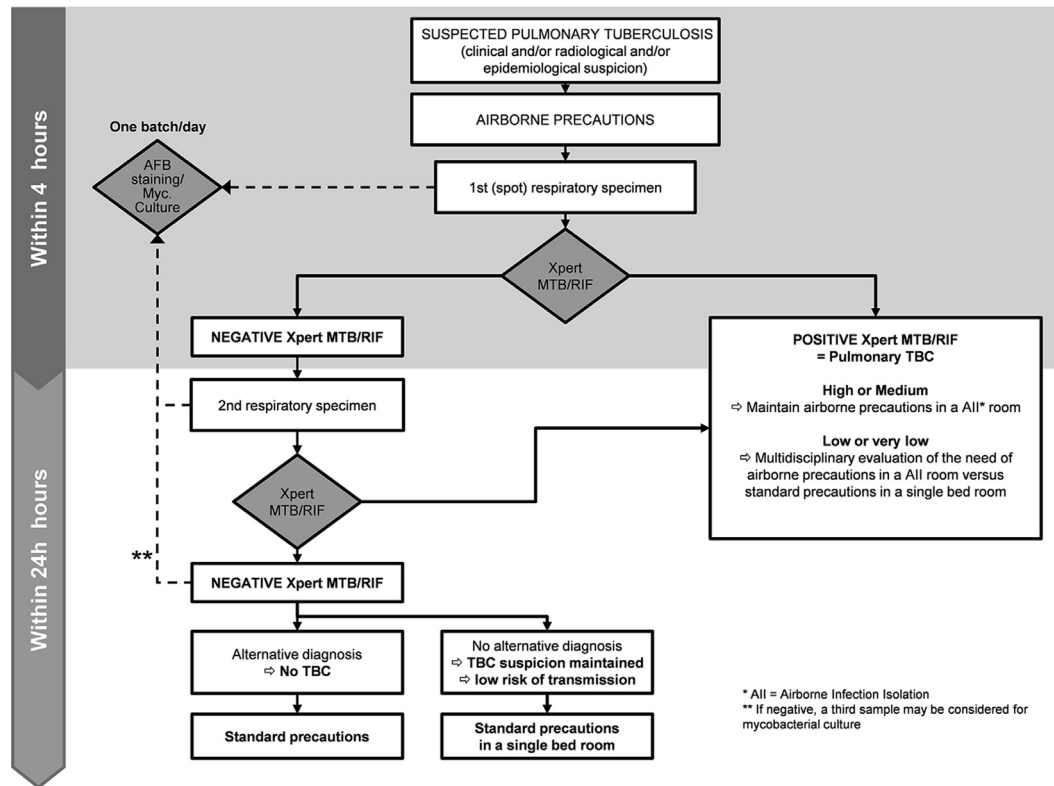 SUSPECTED PULMONARY TUBERCULOSIS
(clinical and/or radiological and/or
epidemiological suspicion)
AIRBORNE PRECAUTIONS
One batch/day
AFB
staining/
Myc.
Culture
1st (spot) respiratory specimen
Within 4 hours
Xpert
MTB/RIF
NEGATIVE Xpert MTB/RIF
POSITIVE Xpert MTB/RIF
= Pulmonary TBC
High or Medium
⇨ Maintain airborne precautions in a AII* room
Low or very low
⇨ Multidisciplinary evaluation of the need of
airborne precautions in a AII room versus
standard precautions in a single bed room
2nd respiratory specimen
Within 24h hours
Xpert
MTB/RIF
**
NEGATIVE Xpert MTB/RIF
Alternative diagnosis
⇨ No TBC
No alternative diagnosis
⇨ TBC suspicion maintained
⇨ low risk of transmission
Standard precautions
Standard precautions
in a single bed room
* AII = Airborne Infection Isolation
** If negative, a third sample may be considered for
mycobacterial culture